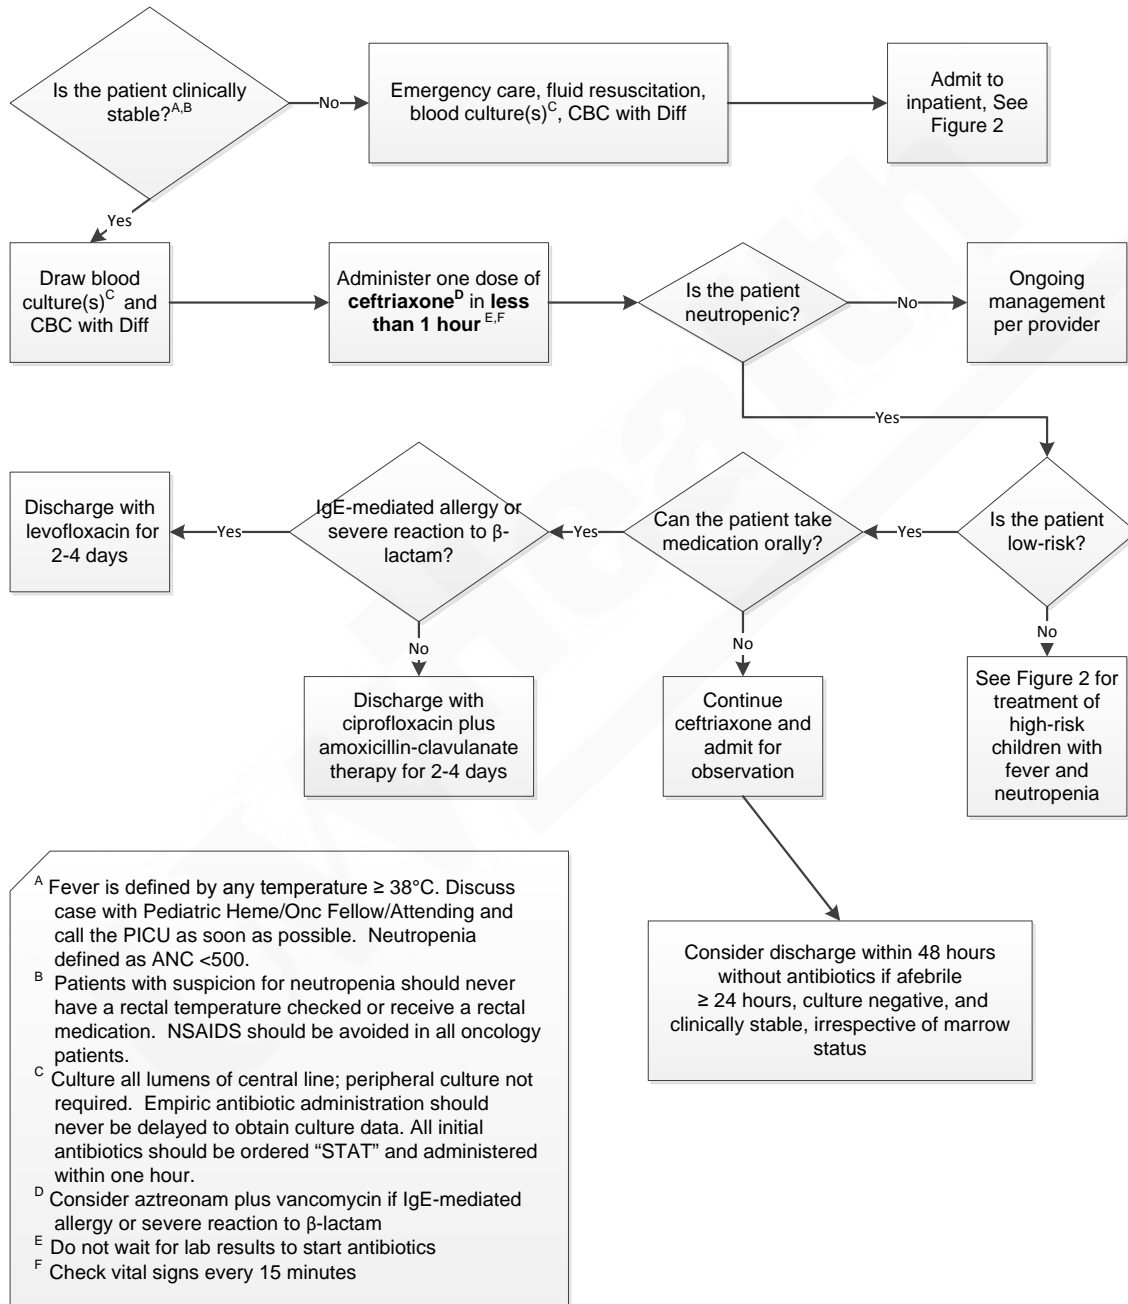 Is the patient clinically
stable?A,B
No
Emergency care, fluid resuscitation,
blood culture(s)C, CBC with Diff
Admit to
inpatient, See
Figure 2
Yes
Draw blood
culture(s)C and
CBC with Diff
Administer one dose of
ceftriaxoneD in less
than 1 hour E,F
Is the patient
neutropenic?
No
Ongoing
management
per provider
Yes
Is the patient
low-risk?
Yes
Can the patient take
medication orally?
Yes
IgE-mediated allergy or
severe reaction to β-
lactam?
Yes
Discharge with
levofloxacin for
2-4 days
No
Discharge with
ciprofloxacin plus
amoxicillin-clavulanate
therapy for 2-4 days
No
Continue
ceftriaxone and
admit for
observation
No
See Figure 2 for
treatment of
high-risk
children with
fever and
neutropenia
Consider discharge within 48 hours
without antibiotics if afebrile
≥ 24 hours, culture negative, and
clinically stable, irrespective of marrow
status
A Fever is defined by any temperature ≥ 38°C. Discuss
case with Pediatric Heme/Onc Fellow/Attending and
call the PICU as soon as possible. Neutropenia
defined as ANC <500.
B Patients with suspicion for neutropenia should never
have a rectal temperature checked or receive a rectal
medication. NSAIDS should be avoided in all oncology
patients.
C Culture all lumens of central line; peripheral culture not
required. Empiric antibiotic administration should
never be delayed to obtain culture data. All initial
antibiotics should be ordered “STAT” and administered
within one hour.
D Consider aztreonam plus vancomycin if IgE-mediated
allergy or severe reaction to β-lactam
E Do not wait for lab results to start antibiotics
F Check vital signs every 15 minutes